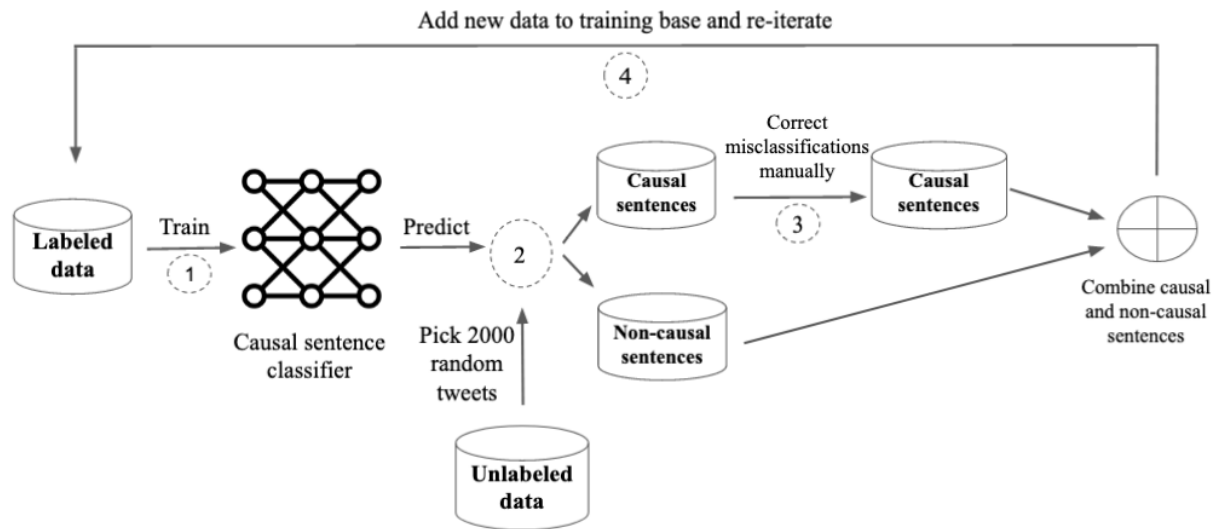 Add new data to training base and re-iterate
4
Correct
misclassifications
manually
Causal
sentences
3
Causal
sentences
Labeled
data
Train
1
Predict
2
Causal sentence
classifier
Pick 2000
random
tweets
Non-causal
sentences
Combine causal
and non-causal
sentences
Unlabeled
data